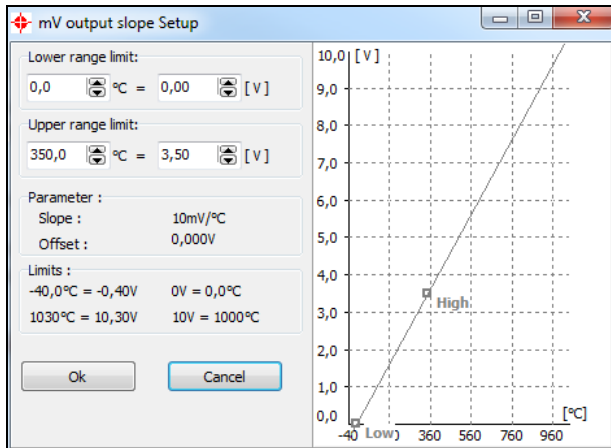 mV output slope Setup
Lower range limit:
0,0 °C = 0,00 [ V ]
Upper range limit:
350,0 °C = 3,50 [ V ]
Parameter :
Slope : 10mV/°C
Offset : 0,000V
Limits :
-40,0°C = -0,40V 0V = 0,0°C
1030°C = 10,30V 10V = 1000°C
Ok Cancel
10,0 [ V ]
9,0
8,0
7,0
6,0
5,0
4,0
High
3,0
2,0
1,0
0,0 [°C]
-40 Low 360 560 760 960